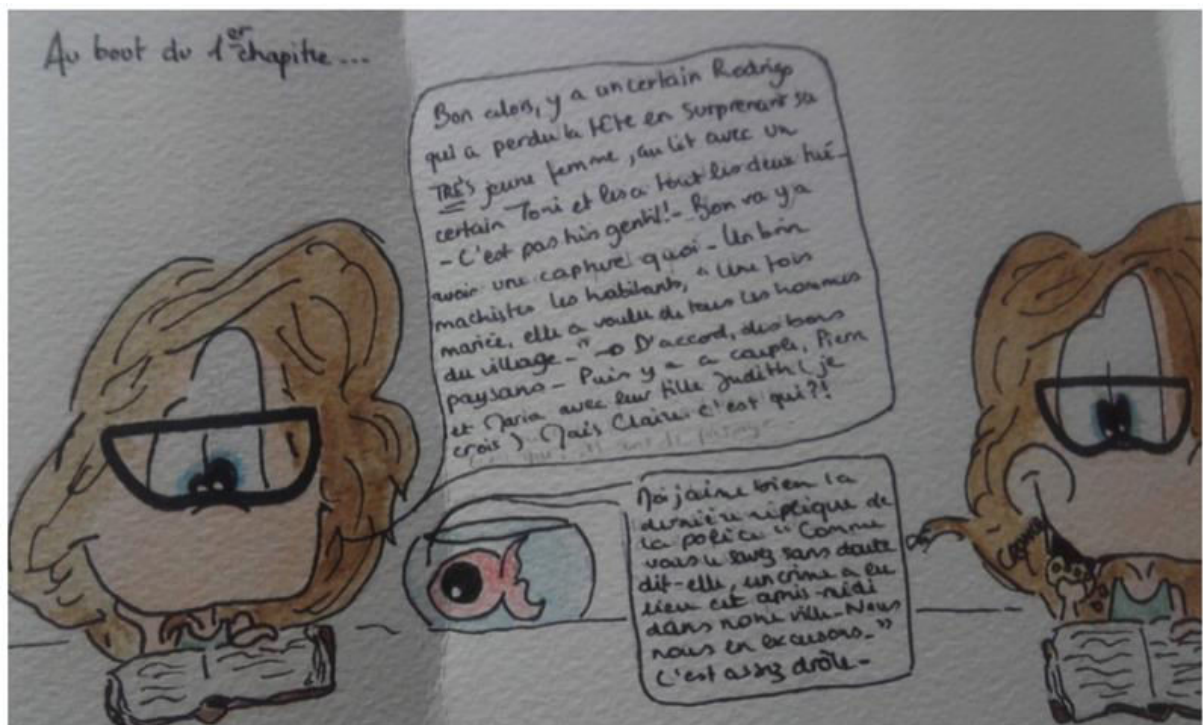 Au bout du 1er chapitre...
Bon alors, y a un certain Rodrigo
qui a perdu la tête en surprenant sa
TRÈS jeune femme, au lit avec un
certain Toni et les a tout les deux tué-
- C'est pas très gentil! - Bon va y a
avoir une capture quoi - Un brin
machistes les habitants, " Une fois
mariée, elle a voulu de tous les hommes
du village -" → D'accord, des bons
paysans - Puis y a a couple, Pierre
et Maria avec leur fille Judith (je
crois) Mais Claire c'est qui?!
Moi j'aime bien la
dernière réplique de
la police " Comme
vous le savez sans doute
dit-elle, un crime a eu
lieu cet après-midi
dans notre ville - Nous
nous en excusons -"
C'est assez drôle -